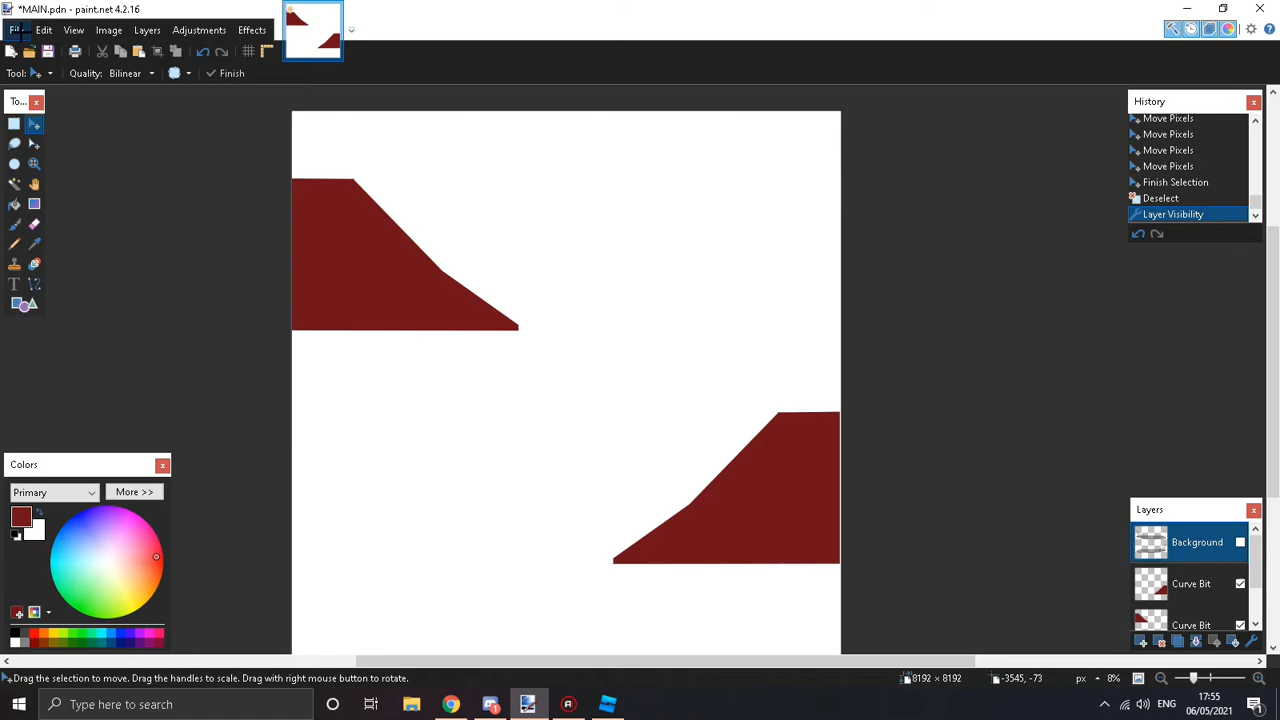 *MAIN.pdn - paint.net 4.2.16
File Edit View Image Layers Adjustments Effects
Tool: Quality: Bilinear Finish
To...
History
Move Pixels
Move Pixels
Move Pixels
Move Pixels
Finish Selection
Deselect
Layer Visibility
Colors
Primary More >>
Layers
Background
Curve Bit
Curve Bit
Drag the selection to move. Drag the handles to scale. Drag with right mouse button to rotate. 8192 × 8192 -3545, -73 px 8%
Type here to search
ENG
17:55
06/05/2021